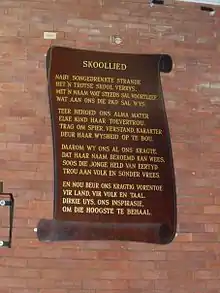 SKOOLLIED
NABY SONGEDRENKTE STRANDE
HET 'N TROTSE SKOOL VERRYS.
MET 'N NAAM WAT STEEDS SAL VOORTLEEF
WAT AAN ONS DIE PAD SAL WYS.
TEER BEHOED ONS ALMA MATER
ELKE KIND HAAR TOEVERTROU.
TRAG OM SPIER, VERSTAND, KARAKTER
DEUR HAAR WYSHEID OP TE BOU.
DAAROM WY ONS AL ONS KRAGTE,
DAT HAAR NAAM BEROEMD KAN WEES,
SOOS DIE JONGE HELD VAN EERTYD
TROU AAN VOLK EN SONDER VREES.
EN NOU BEUR ONS KRAGTIG VORENTOE
VIR LAND, VIR VOLK EN TAAL.
DIRKIE UYS, ONS INSPIRASIE,
OM DIE HOOGSTE TE BEHAAL.